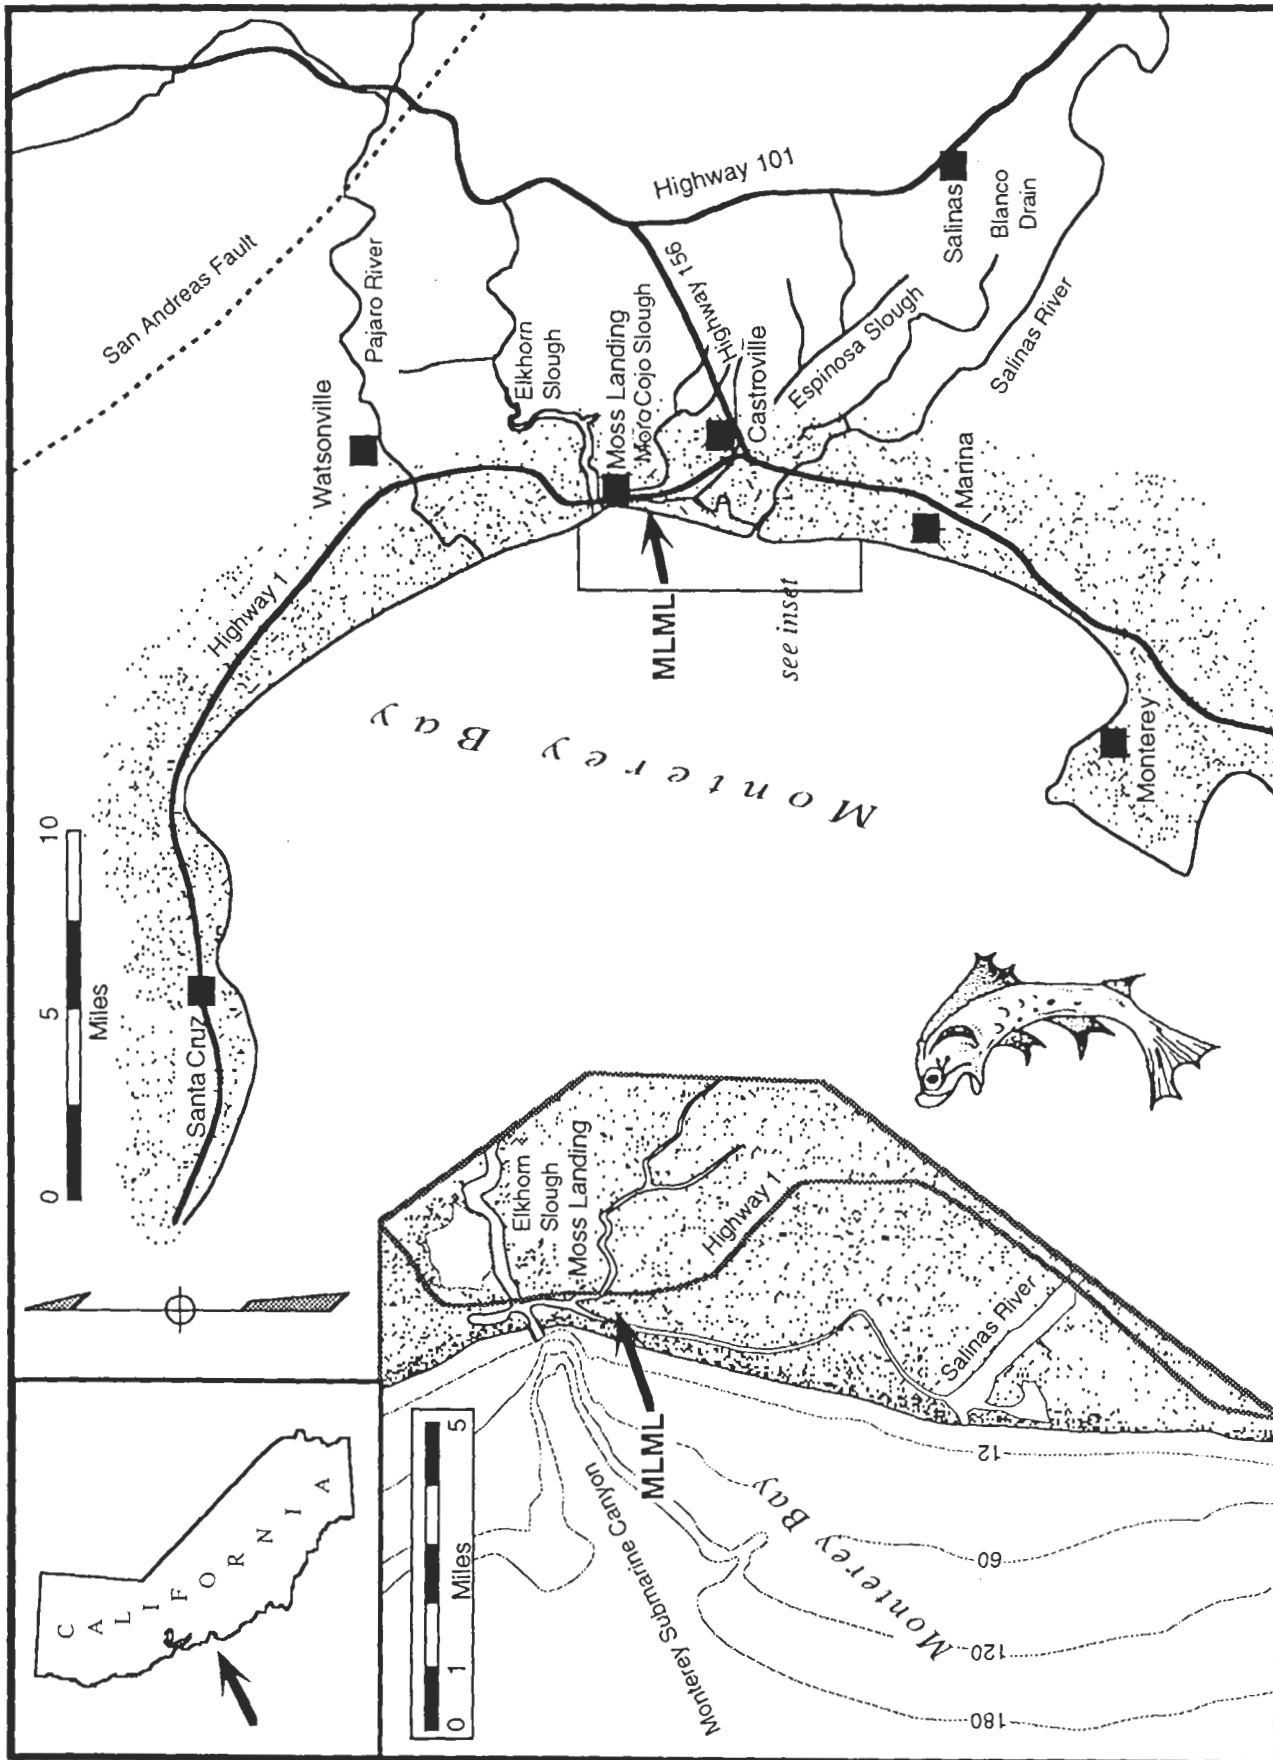 Highway 101
San Andreas Fault
Pajaro River
Watsonville
Elkhorn
Slough
Moss Landing
Moro Cojo Slough
Highway 156
Highway
Castroville
Espinosa Slough
Salinas
Blanco
Drain
Salinas River
Marina
Monterey
Highway 1
Santa Cruz
MLML
see inset
Monterey Bay
0 5 10
Miles
CALIFORNIA
Elkhorn
Slough
Moss Landing
Highway 1
Salinas River
MLML
Monterey Submarine Canyon
Monterey Bay
0 1 5
Miles
12
60
120
180